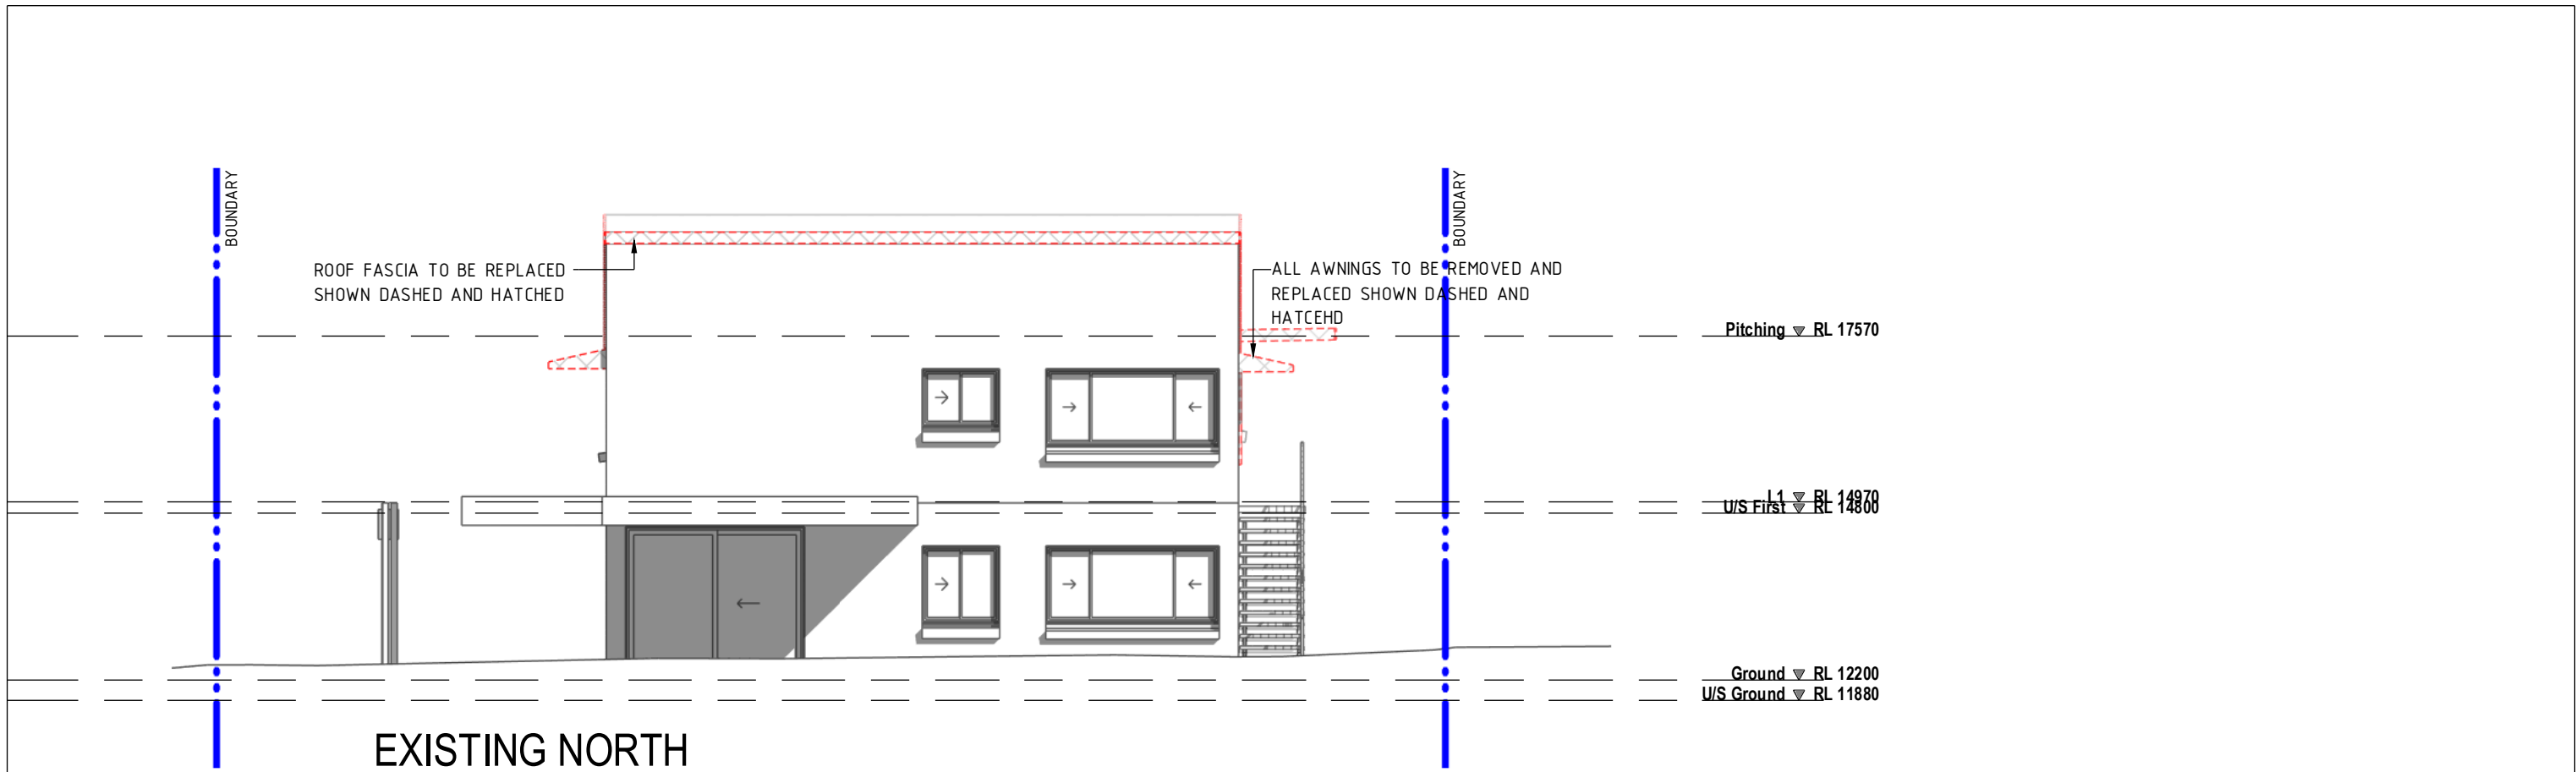 BOUNDARY
BOUNDARY
ROOF FASCIA TO BE REPLACED
SHOWN DASHED AND HATCHED
ALL AWNINGS TO BE REMOVED AND
REPLACED SHOWN DASHED AND
HATCEHD
Pitching RL 17570
L1 RL 14970
U/S First RL 14800
Ground RL 12200
U/S Ground RL 11880
EXISTING NORTH